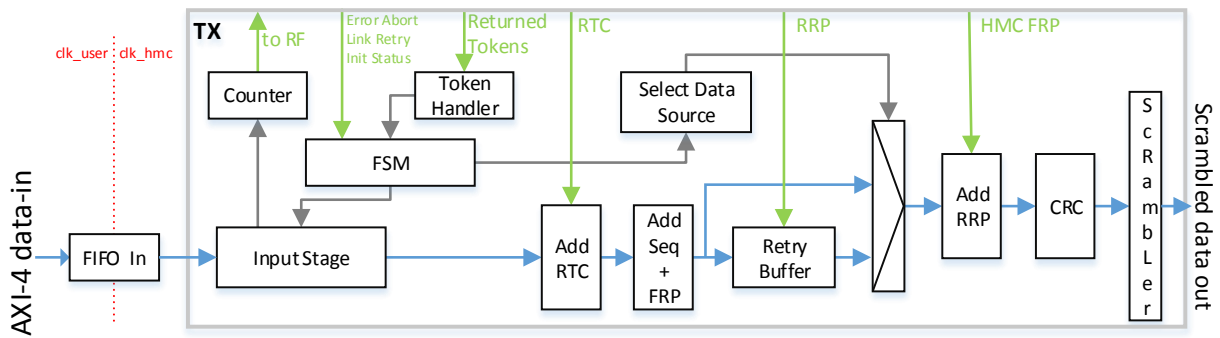 TX
clk_user
clk_hmc
to RF
Error Abort
Link Retry
Init Status
Returned
Tokens
RTC
RRP
HMC FRP
Counter
Token
Handler
Select Data
Source
FSM
AXI-4 data-in
FIFO In
Input Stage
Add
RTC
Add
Seq
+
FRP
Retry
Buffer
Add
RRP
CRC
ScRambLer
Scrambled data out